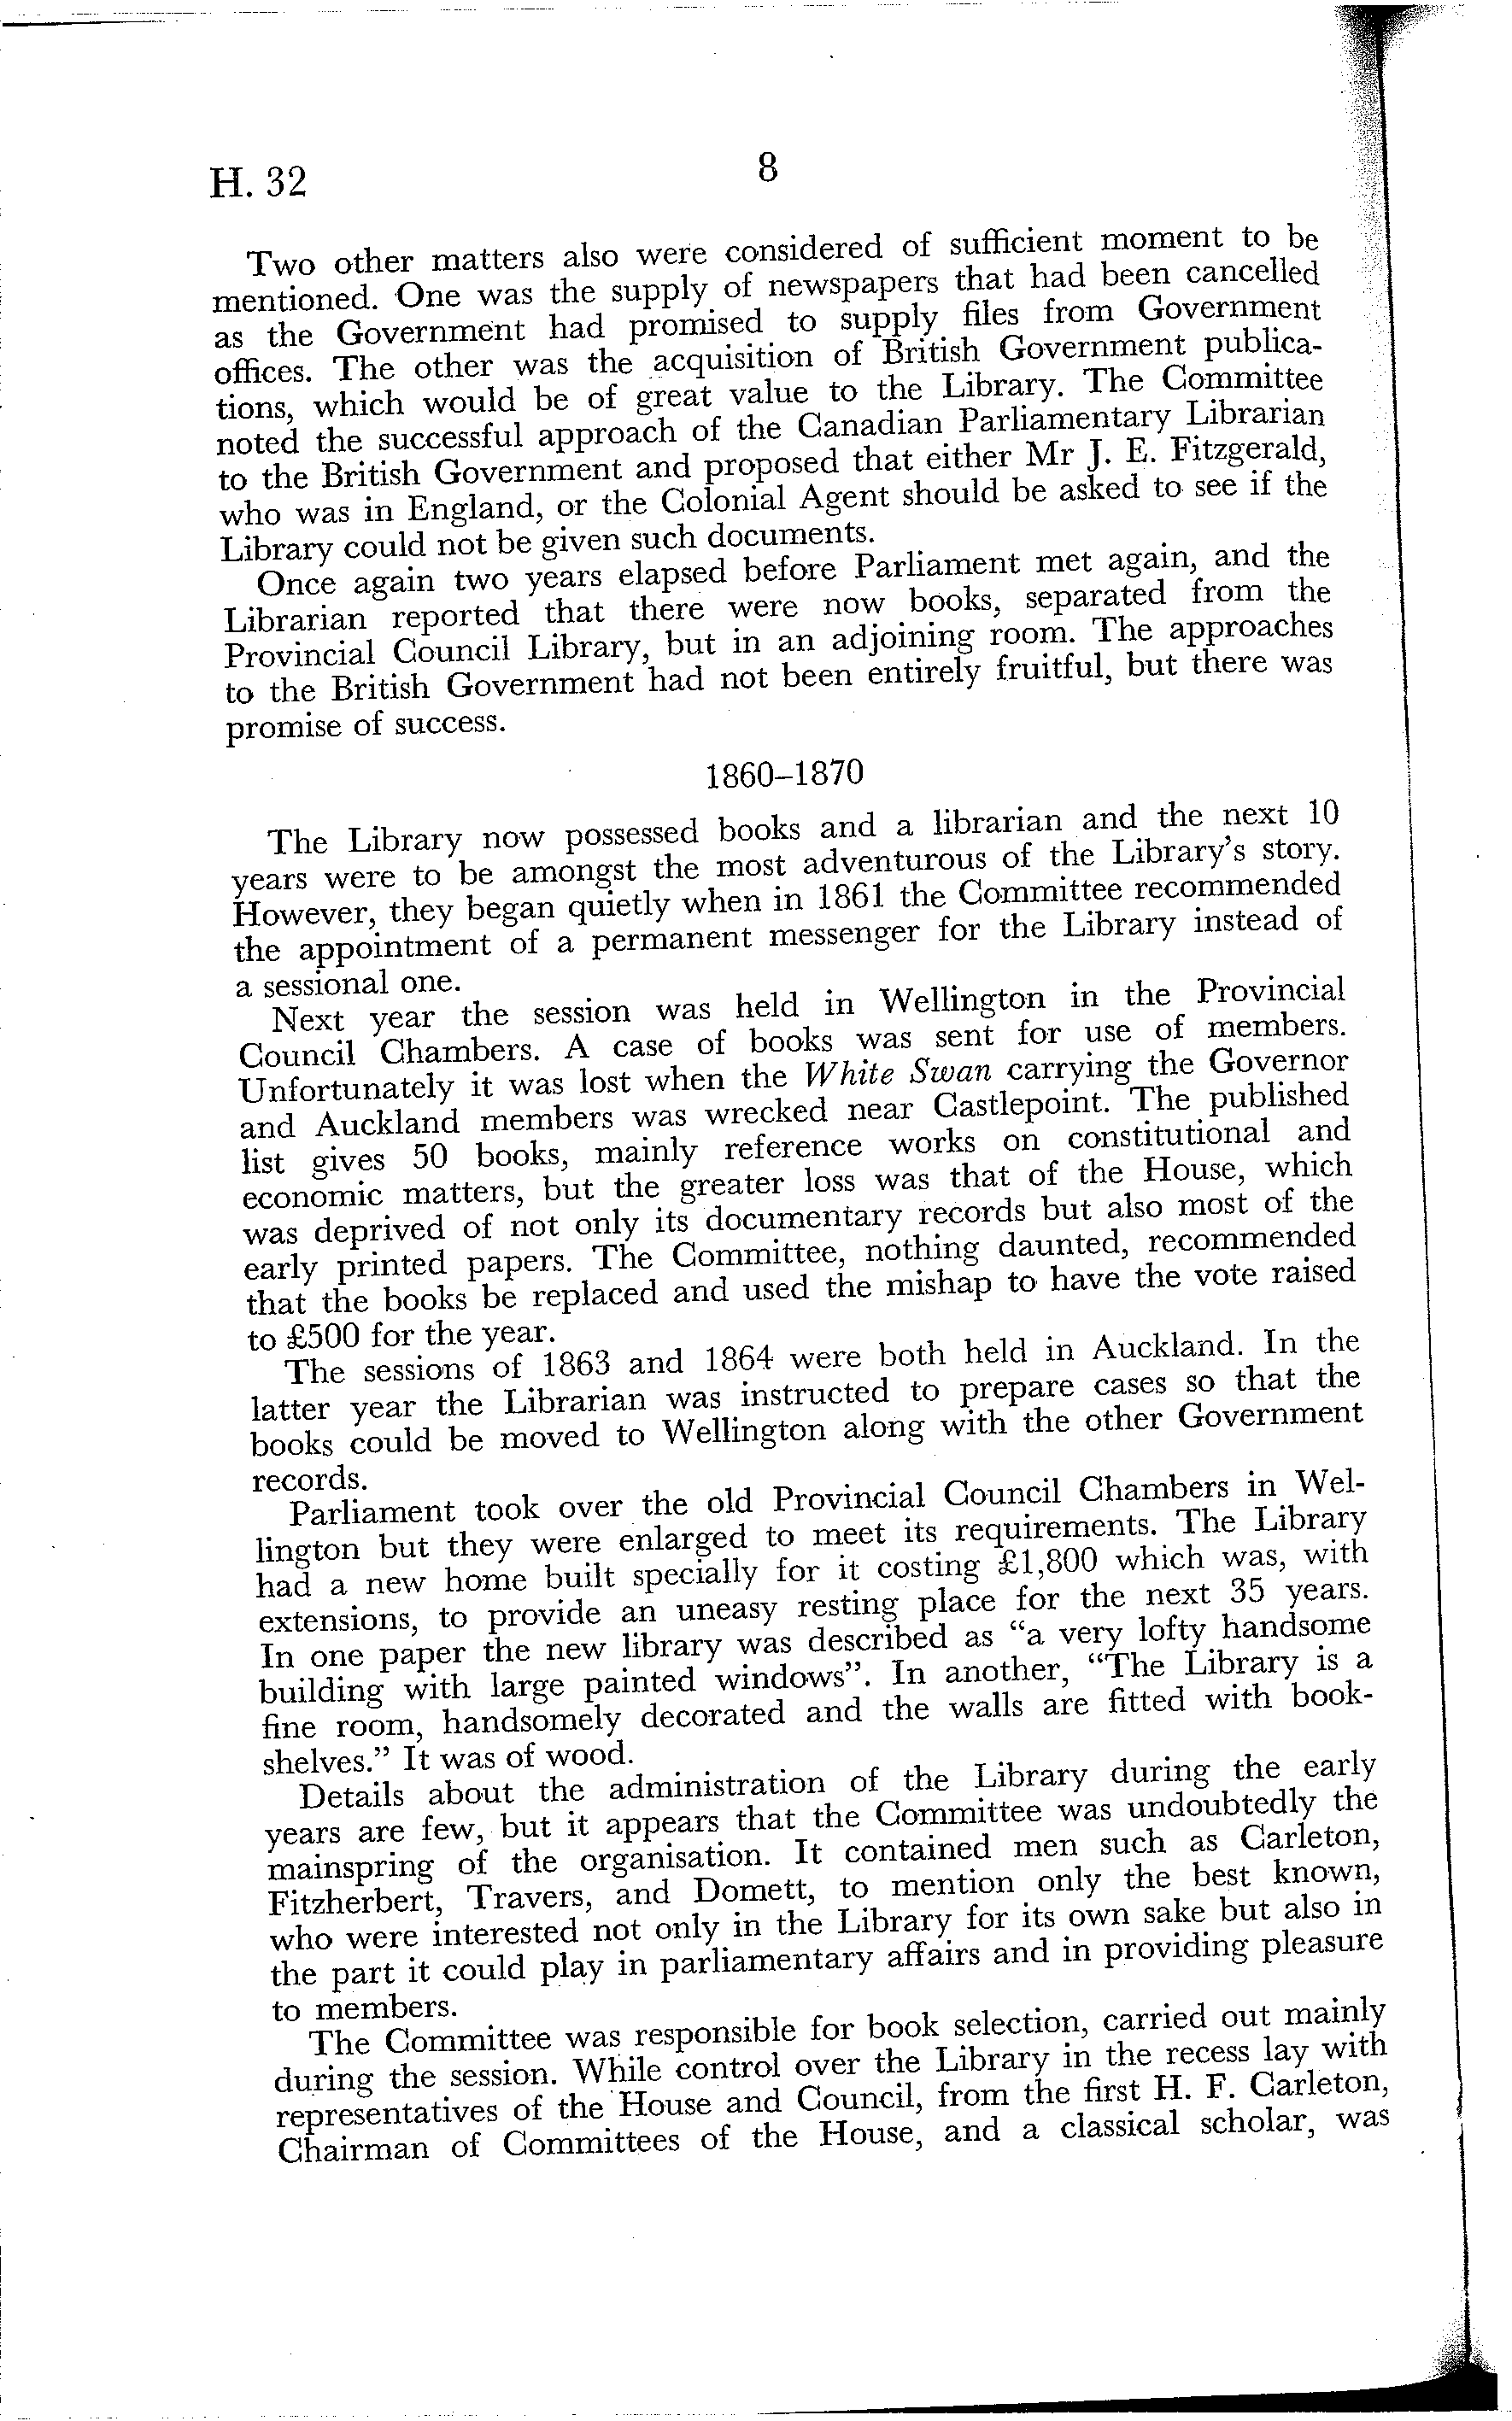 H. 32
8
Two other matters also were considered of sufficient moment to be
mentioned. One was the supply of newspapers that had been cancelled
as the Government had promised to supply files from Government
offices. The other was the acquisition of British Government publica-
tions, which would be of great value to the Library. The Committee
noted the successful approach of the Canadian Parliamentary Librarian
to the British Government and proposed that either Mr J. E. Fitzgerald,
who was in England, or the Colonial Agent should be asked to see if the
Library could not be given such documents.
Once again two years elapsed before Parliament met again, and the
Librarian reported that there were now books, separated from the
Provincial Council Library, but in an adjoining room. The approaches
to the British Government had not been entirely fruitful, but there was
promise of success.
1860–1870
The Library now possessed books and a librarian and the next 10
years were to be amongst the most adventurous of the Library's story.
However, they began quietly when in 1861 the Committee recommended
the appointment of a permanent messenger for the Library instead of
a sessional one.
Next year the session was held in Wellington in the Provincial
Council Chambers. A case of books was sent for use of members.
Unfortunately it was lost when the White Swan carrying the Governor
and Auckland members was wrecked near Castlepoint. The published
list gives 50 books, mainly reference works on constitutional and
economic matters, but the greater loss was that of the House, which
was deprived of not only its documentary records but also most of the
early printed papers. The Committee, nothing daunted, recommended
that the books be replaced and used the mishap to have the vote raised
to £500 for the year.
The sessions of 1863 and 1864 were both held in Auckland. In the
latter year the Librarian was instructed to prepare cases so that the
books could be moved to Wellington along with the other Government
records.
Parliament took over the old Provincial Council Chambers in Wel-
lington but they were enlarged to meet its requirements. The Library
had a new home built specially for it costing £1,800 which was, with
extensions, to provide an uneasy resting place for the next 35 years.
In one paper the new library was described as "a very lofty handsome
building with large painted windows". In another, "The Library is a
fine room, handsomely decorated and the walls are fitted with book-
shelves." It was of wood.
Details about the administration of the Library during the early
years are few, but it appears that the Committee was undoubtedly the
mainspring of the organisation. It contained men such as Carleton,
Fitzherbert, Travers, and Domett, to mention only the best known,
who were interested not only in the Library for its own sake but also in
the part it could play in parliamentary affairs and in providing pleasure
to members.
The Committee was responsible for book selection, carried out mainly
during the session. While control over the Library in the recess lay with
representatives of the House and Council, from the first H. F. Carleton,
Chairman of Committees of the House, and a classical scholar, was